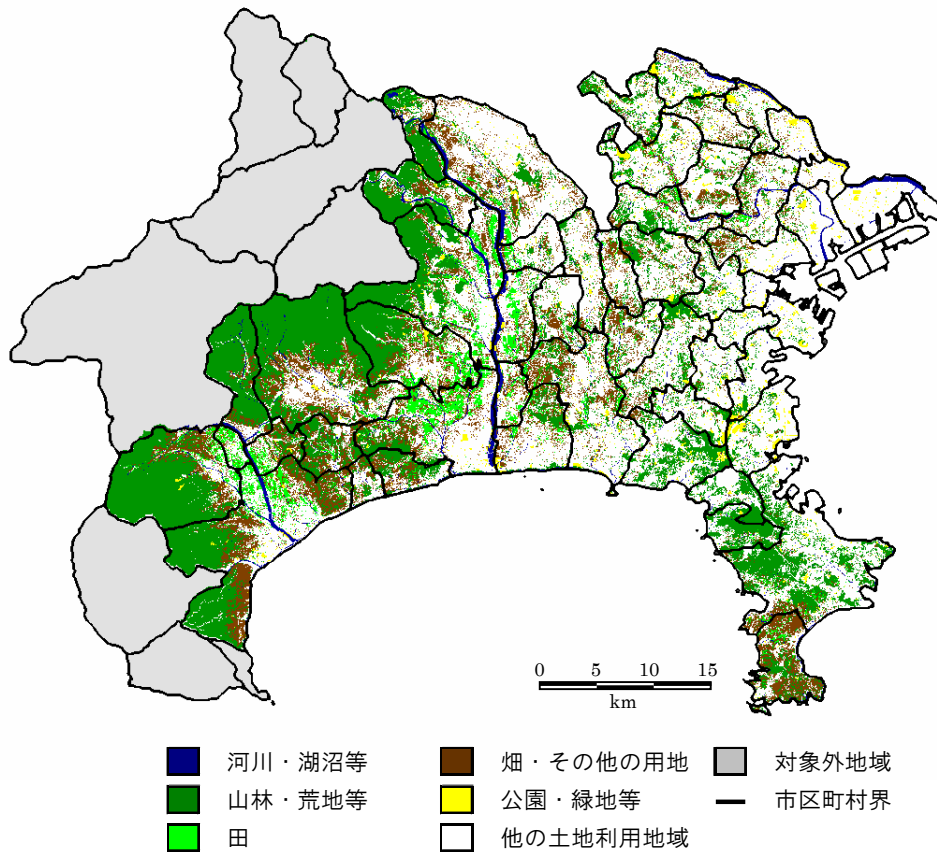 0 5 10 15
km
河川・湖沼等 畑・その他の用地 対象外地域
山林・荒地等 公園・緑地等 市区町村界
田 他の土地利用地域